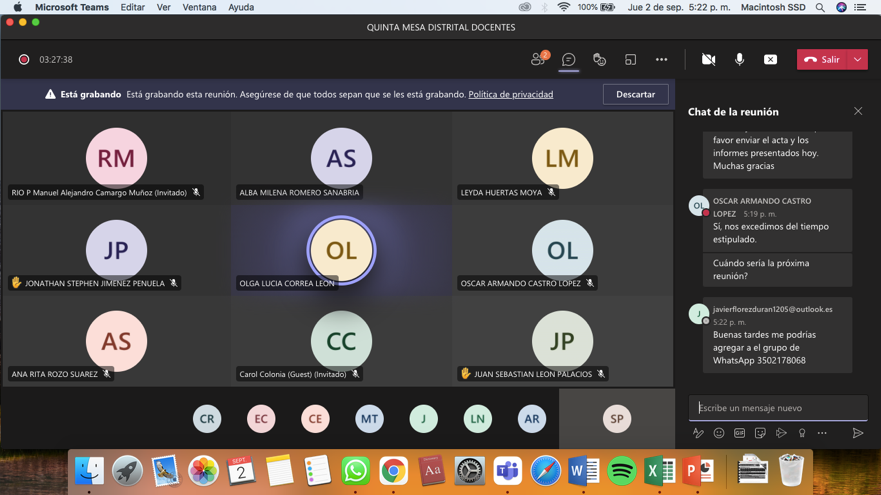 Microsoft Teams Editar Ver Ventana Ayuda
100% Jue 2 de sep. 5:22 p. m. Macintosh SSD
QUINTA MESA DISTRITAL DOCENTES
03:27:38
2
Salir
Está grabando Está grabando esta reunión. Asegúrese de que todos sepan que se les está grabando. Política de privacidad
Descartar
RM
RIO P Manuel Alejandro Camargo Muñoz (Invitado)
AS
ALBA MILENA ROMERO SANABRIA
LM
LEYDA HUERTAS MOYA
JP
JONATHAN STEPHEN JIMENEZ PENUELA
OL
OLGA LUCIA CORREA LEON
OL
OSCAR ARMANDO CASTRO LOPEZ
AS
ANA RITA ROZO SUAREZ
CC
Carol Colonia (Guest) (Invitado)
JP
JUAN SEBASTIAN LEON PALACIOS
CR EC CE MT J LN AR SP
Chat de la reunión
favor enviar el acta y los
informes presentados hoy.
Muchas gracias
OL
OSCAR ARMANDO CASTRO
LOPEZ 5:19 p. m.
Sí, nos excedimos del tiempo
estipulado.
Cuándo sería la próxima
reunión?
J
javierflorezduran1205@outlook.es
5:22 p. m.
Buenas tardes me podrías
agregar a el grupo de
WhatsApp 3502178068
Escribe un mensaje nuevo
GIF
SEPT.
2
Aa
T
W
X
P